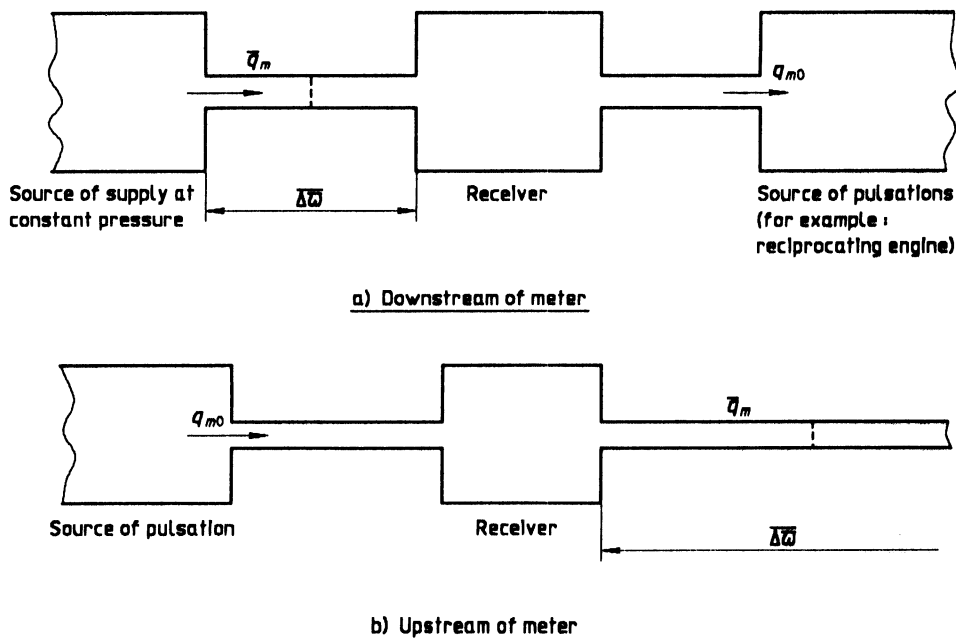 q̅m
qm0
Source of supply at
constant pressure
Δϖ̅
Receiver
Source of pulsations
(for example :
reciprocating engine)
a) Downstream of meter
qm0
q̅m
Source of pulsation
Receiver
Δϖ̅
b) Upstream of meter